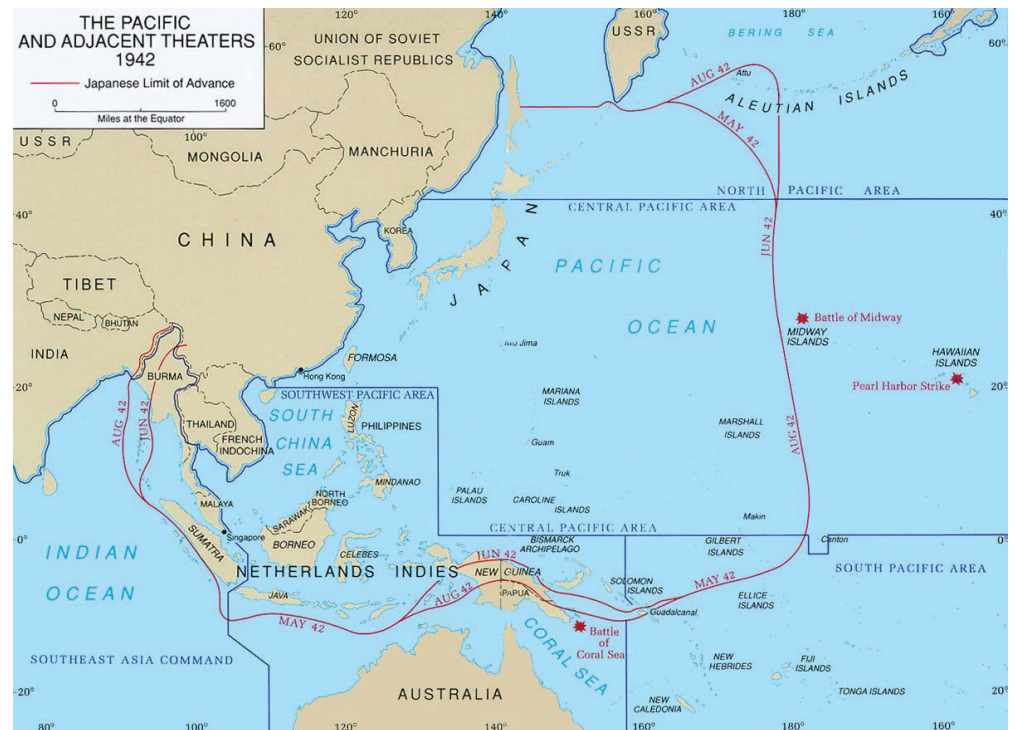 THE PACIFIC
AND ADJACENT THEATERS
1942
Japanese Limit of Advance
0 1600
Miles at the Equator
120° 140° 160° 180° 160°
60°
UNION OF SOVIET
SOCIALIST REPUBLICS
USSR
BERING SEA
60°
AUG 42
Attu
ALEUTIAN ISLANDS
MAY 42
USSR
100°
MONGOLIA
MANCHURIA
NORTH PACIFIC AREA
CENTRAL PACIFIC AREA
40°
40°
KOREA
CHINA
JAPAN
JUN 42
PACIFIC
OCEAN
TIBET
NEPAL
BHUTAN
INDIA
Battle of Midway
MIDWAY
ISLANDS
Iwo Jima
HAWAIIAN
ISLANDS
Pearl Harbor Strike
FORMOSA
Hong Kong
BURMA
20°
20°
SOUTHWEST PACIFIC AREA
SOUTH
CHINA
SEA
LUZON
PHILIPPINES
MARIANA
ISLANDS
AUG 42
JUN 42
THAILAND
FRENCH
INDOCHINA
Guam
MARSHALL
ISLANDS
AUG 42
Truk
MINDANAO
PALAU
ISLANDS
CAROLINE
ISLANDS
NORTH
BORNEO
SARAWAK
MALAYA
Makin
CENTRAL PACIFIC AREA
SUMATRA
Singapore
BORNEO
CELEBES
BISMARCK
ARCHIPELAGO
GILBERT
ISLANDS
Canton
0°
0°
INDIAN
OCEAN
JUN 42
NETHERLANDS INDIES
NEW GUINEA
PAPUA
SOLOMON
ISLANDS
MAY 42
SOUTH PACIFIC AREA
JAVA
AUG 42
Guadalcanal
ELLICE
ISLANDS
MAY 42
Battle
of
Coral Sea
CORAL SEA
SOUTHEAST ASIA COMMAND
NEW
HEBRIDES
FIJI
ISLANDS
20°
AUSTRALIA
NEW
CALEDONIA
TONGA ISLANDS
20°
80° 100° 120° 140° 160° 180° 160°